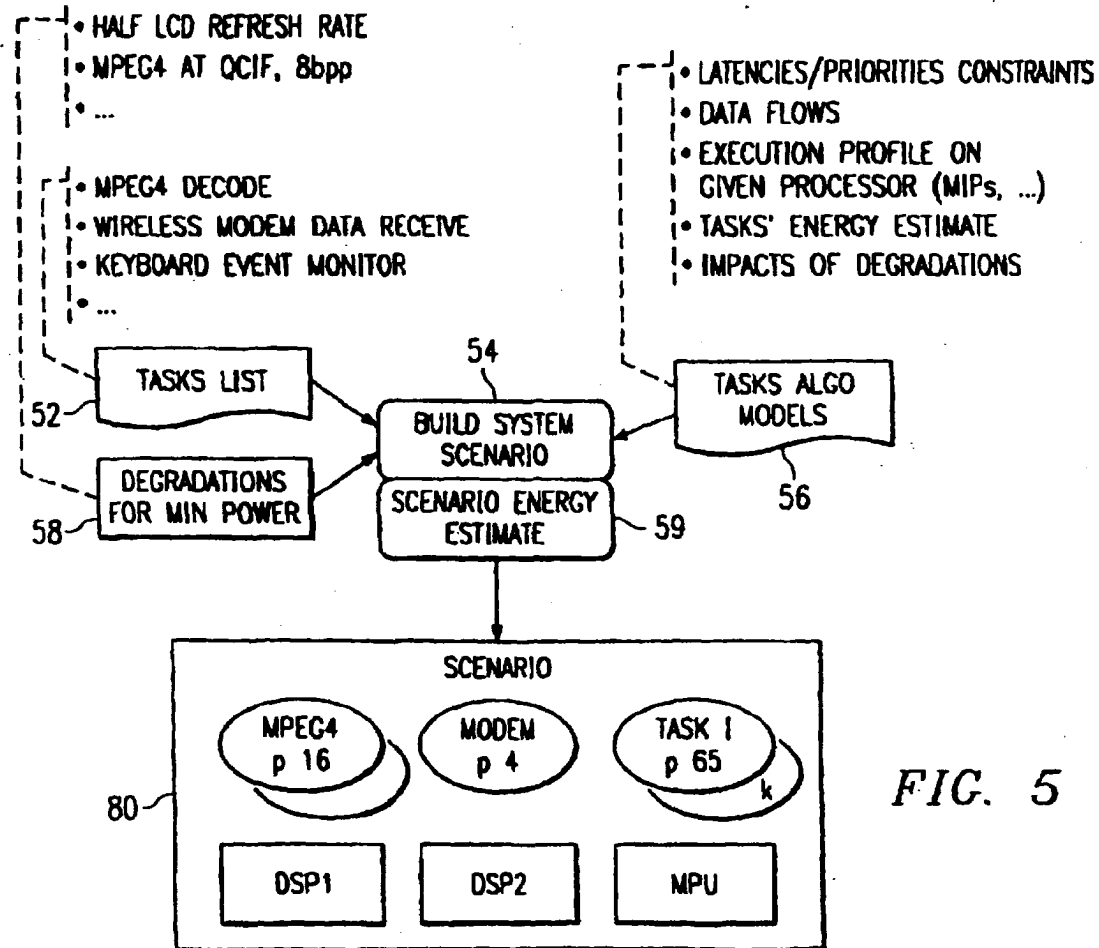 • HALF LCD REFRESH RATE
• MPEG4 AT QCIF, 8bpp
• ...
• MPEG4 DECODE
• WIRELESS MODEM DATA RECEIVE
• KEYBOARD EVENT MONITOR
• ...
• LATENCIES/PRIORITIES CONSTRAINTS
• DATA FLOWS
• EXECUTION PROFILE ON
GIVEN PROCESSOR (MIPs, ...)
• TASKS' ENERGY ESTIMATE
• IMPACTS OF DEGRADATIONS
TASKS LIST
52
DEGRADATIONS
FOR MIN POWER
58
54
BUILD SYSTEM
SCENARIO
SCENARIO ENERGY
ESTIMATE
59
TASKS ALGO
MODELS
56
SCENARIO
MPEG4
p 16
MODEM
p 4
TASK I
p 65
k
80
DSP1
DSP2
MPU
FIG. 5